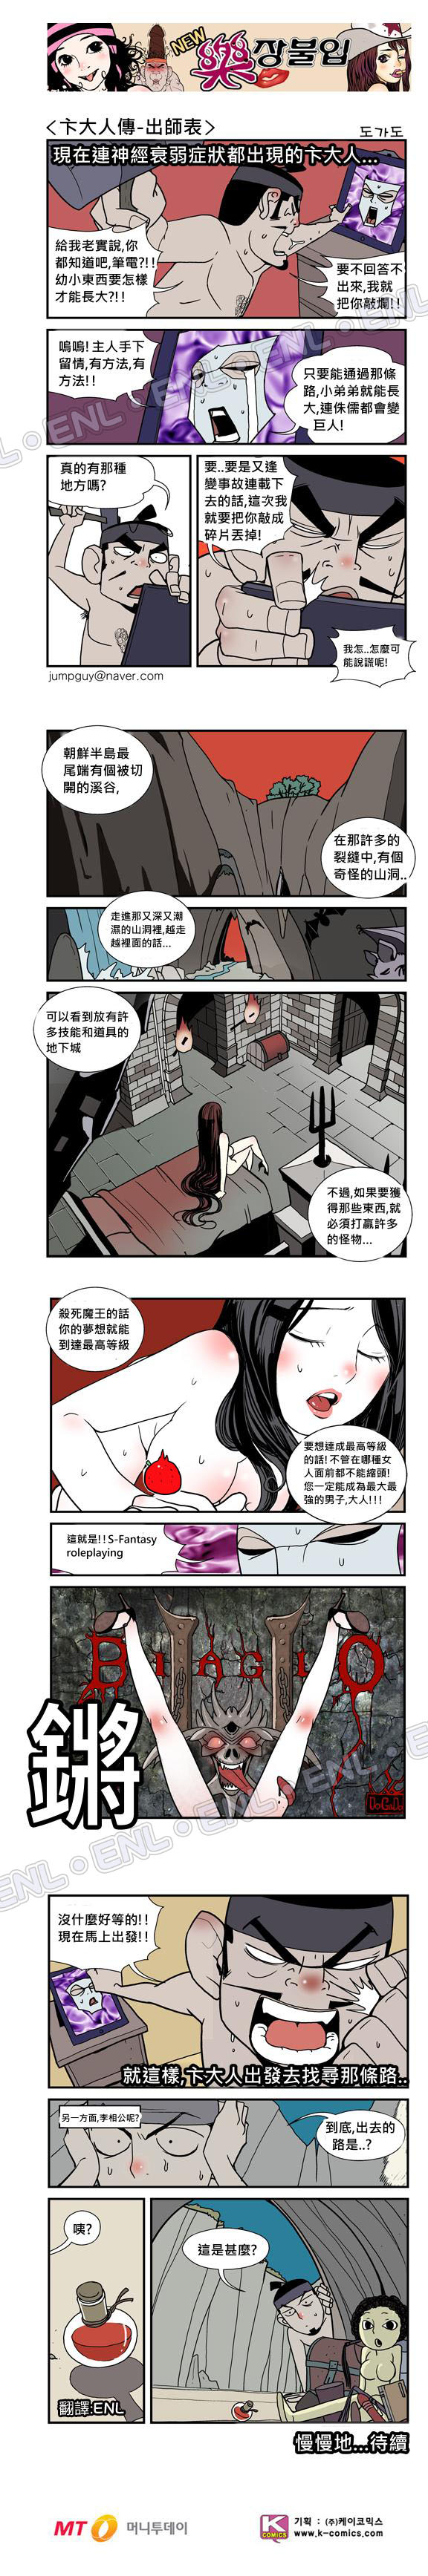 NEW
樂장불입
<卞大人傳-出師表>
도가도
現在連神經衰弱症狀都出現的卞大人...
給我老實說,你
都知道吧,筆電?!!
幼小東西要怎樣
才能長大?!!
要不回答不
出來,我就
把你敲爛!!
嗚嗚!主人手下
留情,有方法,有
方法!!
只要能通過那條
路,小弟弟就能長
大,連侏儒都會變
巨人!
真的有那種
地方嗎?
要..要是又逢
變事故連載下
去的話,這次我
就要把你敲成
碎片丟掉!
我怎..怎麼可
能說謊呢!
jumpguy@naver.com
朝鮮半島最
尾端有個被切
開的溪谷,
在那許多的
裂縫中,有個
奇怪的山洞..
走進那又深又潮
濕的山洞裡,越走
越裡面的話...
可以看到放有許
多技能和道具的
地下城
不過,如果要獲
得那些東西,就
必須打贏許多
的怪物...
殺死魔王的話
你的夢想就能
到達最高等級
要想達成最高等級
的話!不管在哪種女
人面前都不能縮頭!
您一定能成為最大最
強的男子,大人!!!
這就是!!S-Fantasy
roleplaying
BIAGIO
鏘
沒什麼好等的!!
現在馬上出發!!
就這樣,卞大人出發去找尋那條路..
另一方面,李相公呢?
到底,出去的
路是..?
咦?
這是甚麼?
翻譯:ENL
慢慢地...待續
MTO 머니투데이
K COMICS
기획 : (주)케이코믹스
www.k-comics.com
ENL ENL ENL ENL
ENL ENL ENL ENL